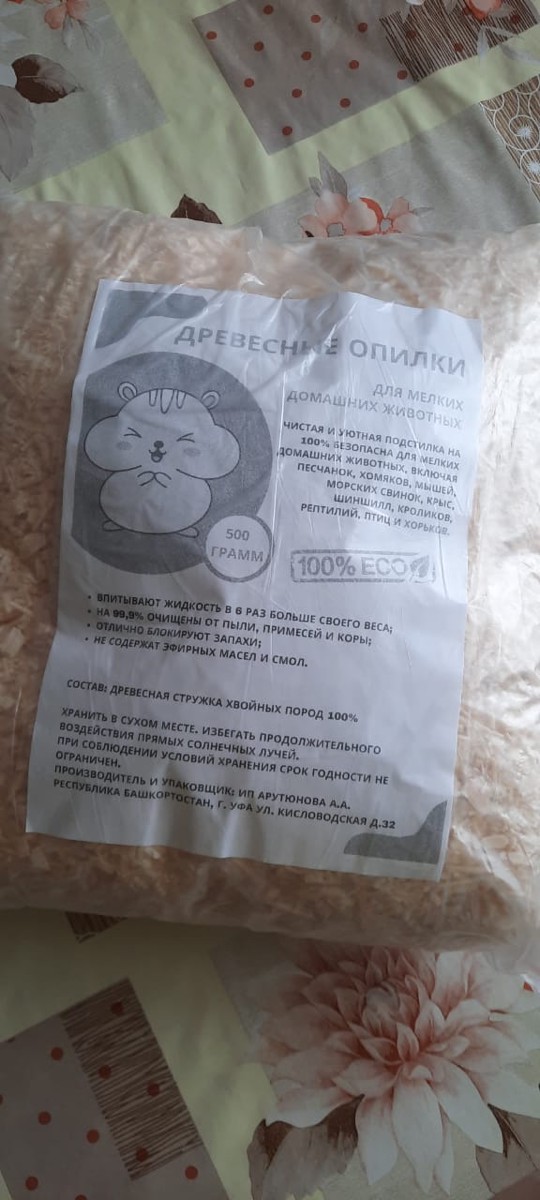 ДРЕВЕСНЫЕ ОПИЛКИ
ДЛЯ МЕЛКИХ
ДОМАШНИХ ЖИВОТНЫХ
ЧИСТАЯ И УЮТНАЯ ПОДСТИЛКА НА
100% БЕЗОПАСНА ДЛЯ МЕЛКИХ
ДОМАШНИХ ЖИВОТНЫХ, ВКЛЮЧАЯ
ПЕСЧАНОК, ХОМЯКОВ, МЫШЕЙ,
МОРСКИХ СВИНОК, КРЫС,
ШИНШИЛЛ, КРОЛИКОВ,
РЕПТИЛИЙ, ПТИЦ И ХОРЬКОВ.
500
ГРАММ
100% ECO
• ВПИТЫВАЮТ ЖИДКОСТЬ В 6 РАЗ БОЛЬШЕ СВОЕГО ВЕСА;
• НА 99,9% ОЧИЩЕНЫ ОТ ПЫЛИ, ПРИМЕСЕЙ И КОРЫ;
• ОТЛИЧНО БЛОКИРУЮТ ЗАПАХИ;
• НЕ СОДЕРЖАТ ЭФИРНЫХ МАСЕЛ И СМОЛ.
СОСТАВ: ДРЕВЕСНАЯ СТРУЖКА ХВОЙНЫХ ПОРОД 100%
ХРАНИТЬ В СУХОМ МЕСТЕ. ИЗБЕГАТЬ ПРОДОЛЖИТЕЛЬНОГО
ВОЗДЕЙСТВИЯ ПРЯМЫХ СОЛНЕЧНЫХ ЛУЧЕЙ.
ПРИ СОБЛЮДЕНИИ УСЛОВИЙ ХРАНЕНИЯ СРОК ГОДНОСТИ НЕ
ОГРАНИЧЕН.
ПРОИЗВОДИТЕЛЬ И УПАКОВЩИК: ИП АРУТЮНОВА А.А.
РЕСПУБЛИКА БАШКОРТОСТАН, Г. УФА УЛ. КИСЛОВОДСКАЯ Д.32